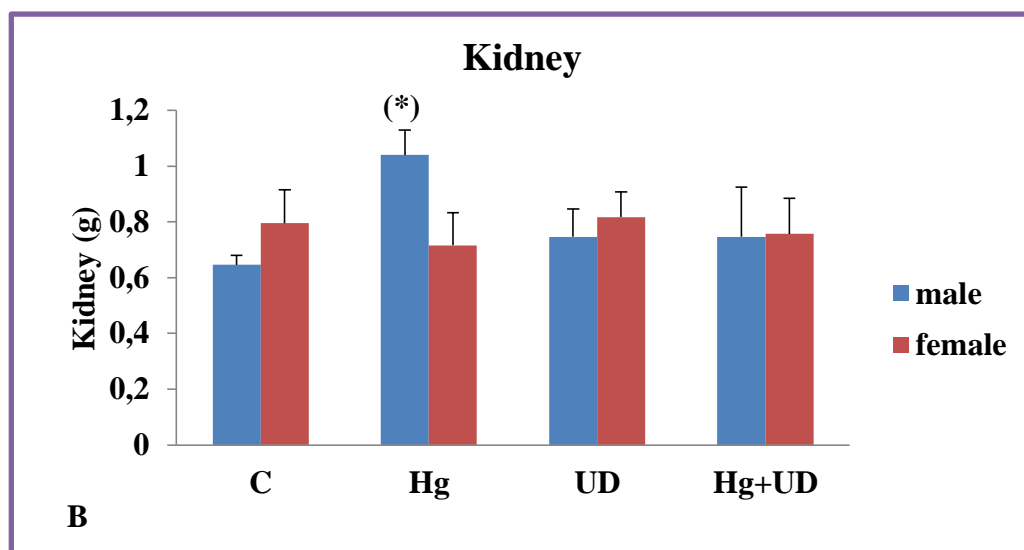 Kidney
(*)
1,2
1
0,8
0,6
0,4
0,2
0
Kidney (g)
C
Hg
UD
Hg+UD
male
female
B